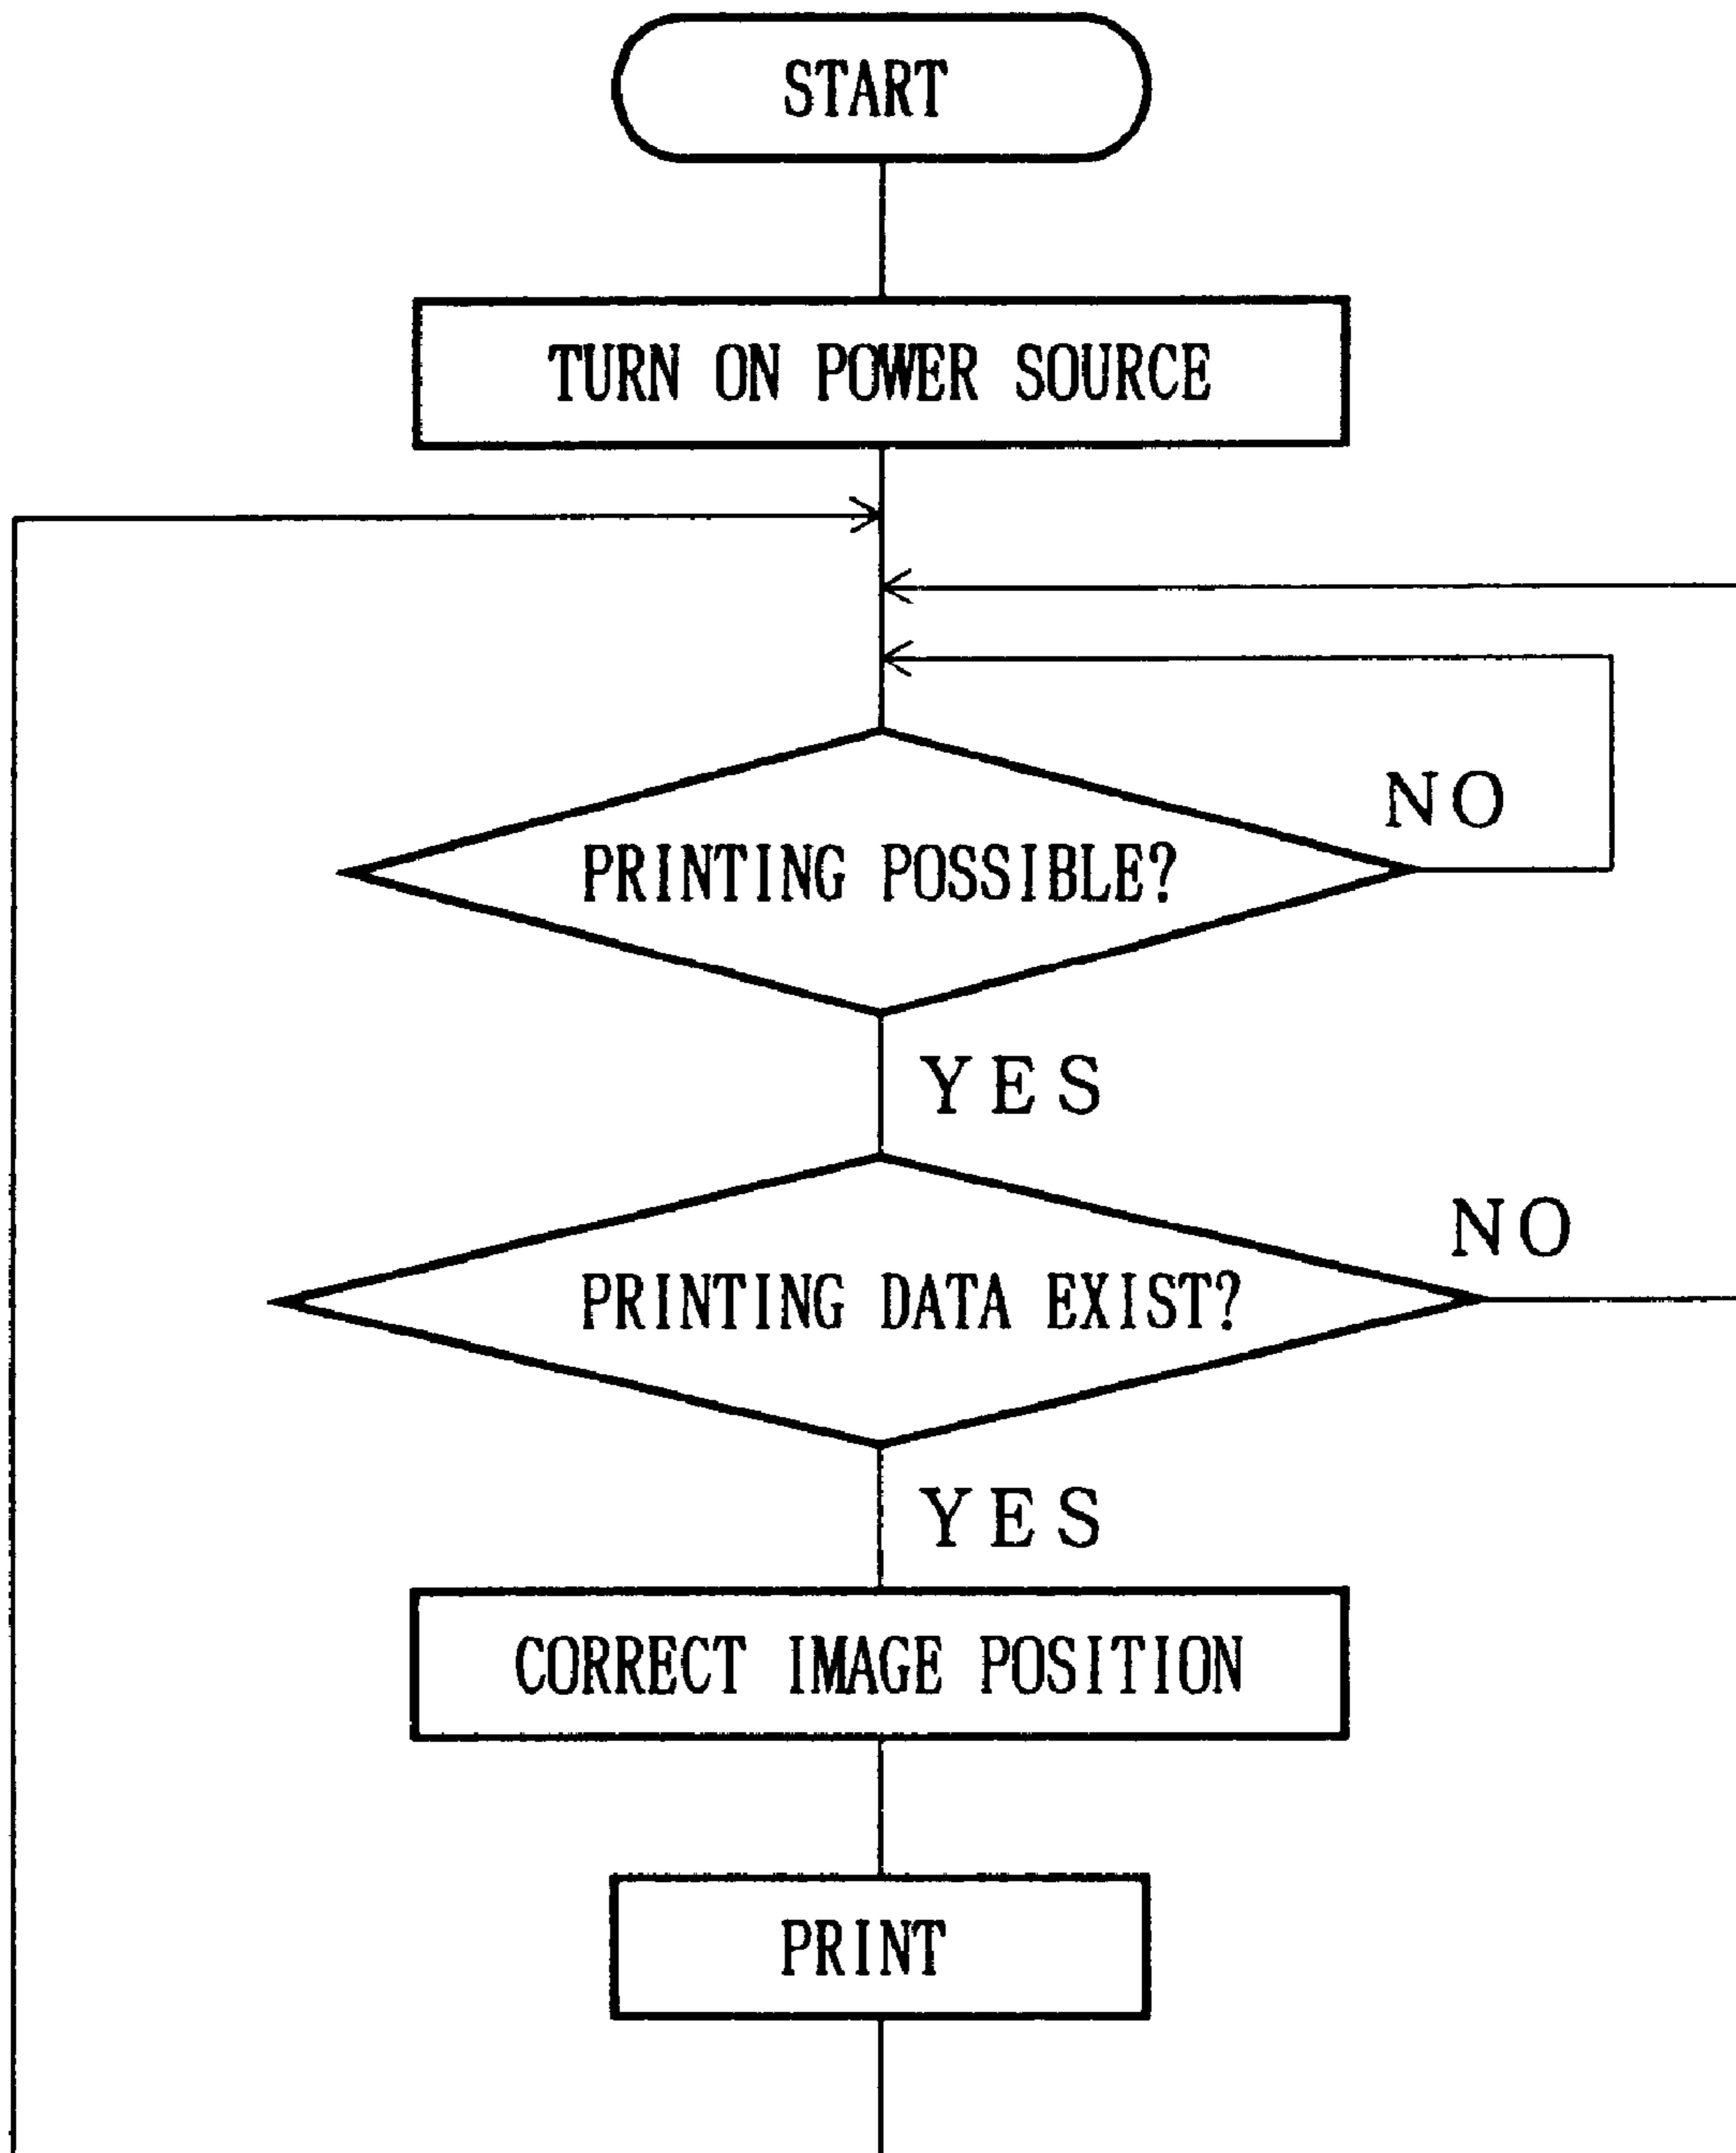 START
TURN ON POWER SOURCE
PRINTING POSSIBLE?
NO
YES
PRINTING DATA EXIST?
NO
YES
CORRECT IMAGE POSITION
PRINT